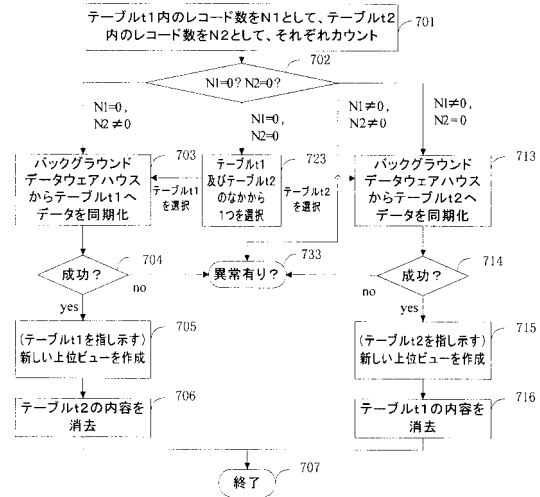 テーブルt1内のレコード数をN1として、テーブルt2
内のレコード数をN2として、それぞれカウント
701
702
N1=0? N2=0?
N1=0,
N2≠0
N1=0,
N2=0
N1≠0,
N2≠0
N1≠0,
N2=0
703
バックグラウンド
データウェアハウス
からテーブルt1へ
データを同期化
テーブルt1
を選択
723
テーブルt1
及びテーブルt2
のなかから
1つを選択
テーブルt2
を選択
713
バックグラウンド
データウェアハウス
からテーブルt2へ
データを同期化
704
成功?
no
yes
733
異常有り?
714
成功?
no
yes
705
(テーブルt1を指し示す)
新しい上位ビューを作成
715
(テーブルt2を指し示す)
新しい上位ビューを作成
706
テーブルt2の内容を
消去
716
テーブルt1の内容を
消去
707
終了